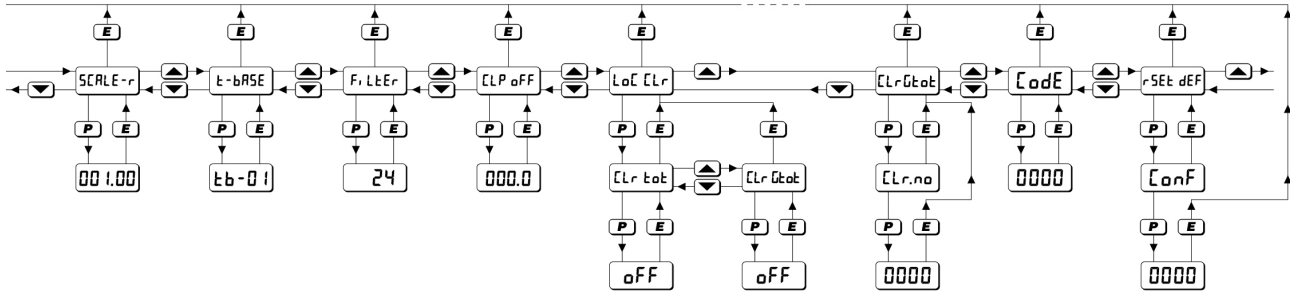 E E E E E E E E
SCALE-r t-bASE FiLtEr CLP oFF LoC CLr CLrGtot CodE rSEt dEF
P E P E P E P E P E E P E P E P E
001.00 tb-01 24 000.0 CLr tot CLr Gtot CLr.no 0000 ConF
P E P E P E P E
oFF oFF 0000 0000